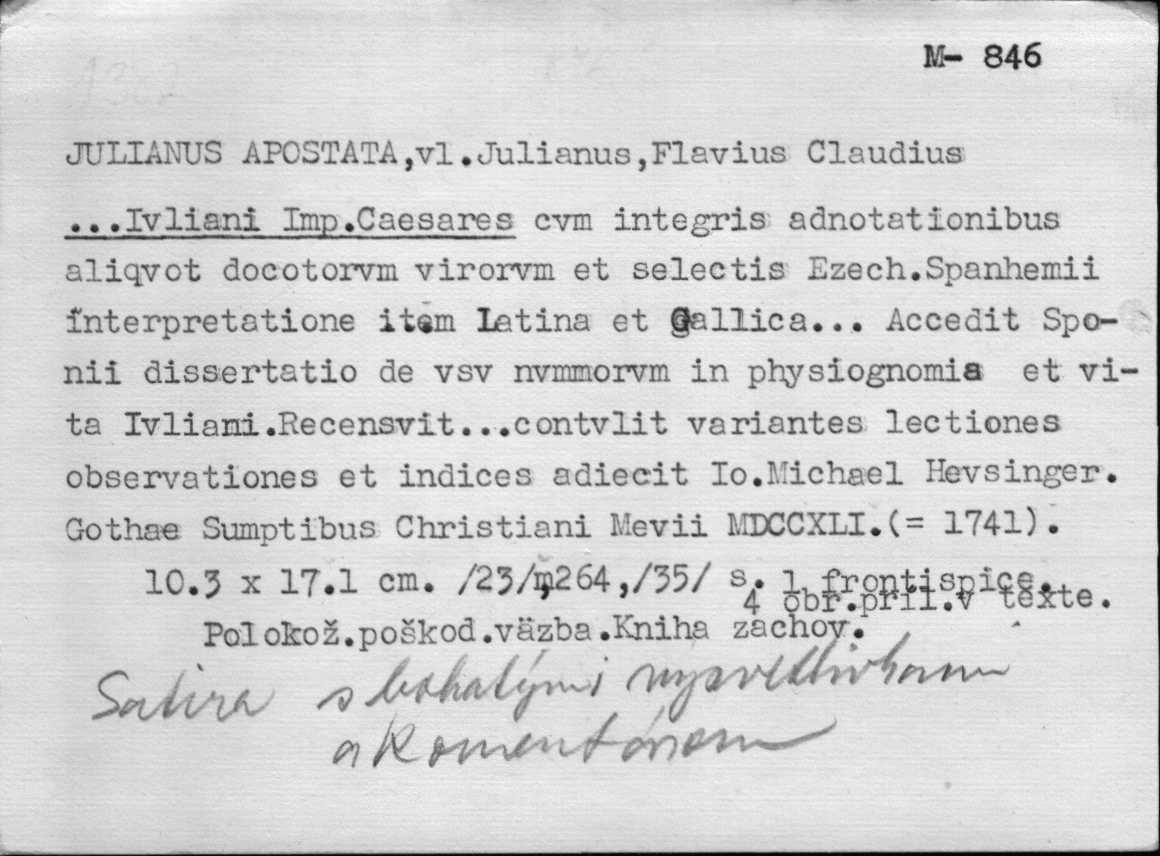 M- 846
JULIANUS APOSTATA,vl.Julianus,Flavius Claudius
...Ivliani Imp.Caesares cvm integris adnotationibus
aliqvot docotorvm virorvm et selectis Ezech.Spanhemii
interpretatione item Latina et Gallica... Accedit Spo-
nii dissertatio de vsv nvmmorvm in physiognomia et vi-
ta Ivliani.Recensvit...contvlit variantes lectiones
observationes et indices adiecit Io.Michael Hevsinger.
Gothae Sumptibus Christiani Mevii MDCCXLI.(= 1741).
10.3 x 17.1 cm. /23/,264,/35/ s. 1 frontispice.
4 obr.príl.v texte.
Polokož.poškod.väzba.Kniha zachov.
Satira s bohatými vysvetlivkami
a komentárom